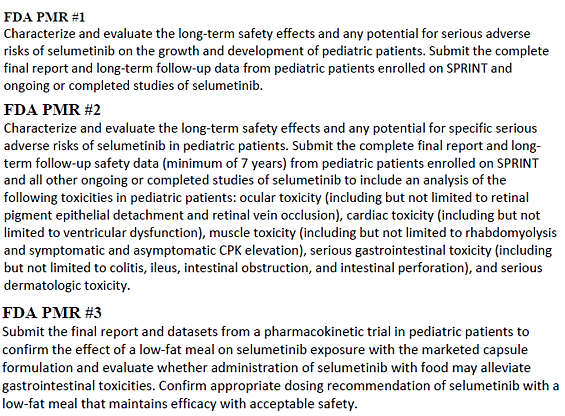 FDA PMR #1
Characterize and evaluate the long-term safety effects and any potential for serious adverse
risks of selumetinib on the growth and development of pediatric patients. Submit the complete
final report and long-term follow-up data from pediatric patients enrolled on SPRINT and
ongoing or completed studies of selumetinib.
FDA PMR #2
Characterize and evaluate the long-term safety effects and any potential for specific serious
adverse risks of selumetinib in pediatric patients. Submit the complete final report and long-
term follow-up safety data (minimum of 7 years) from pediatric patients enrolled on SPRINT
and all other ongoing or completed studies of selumetinib to include an analysis of the
following toxicities in pediatric patients: ocular toxicity (including but not limited to retinal
pigment epithelial detachment and retinal vein occlusion), cardiac toxicity (including but not
limited to ventricular dysfunction), muscle toxicity (including but not limited to rhabdomyolysis
and symptomatic and asymptomatic CPK elevation), serious gastrointestinal toxicity (including
but not limited to colitis, ileus, intestinal obstruction, and intestinal perforation), and serious
dermatologic toxicity.
FDA PMR #3
Submit the final report and datasets from a pharmacokinetic trial in pediatric patients to
confirm the effect of a low-fat meal on selumetinib exposure with the marketed capsule
formulation and evaluate whether administration of selumetinib with food may alleviate
gastrointestinal toxicities. Confirm appropriate dosing recommendation of selumetinib with a
low-fat meal that maintains efficacy with acceptable safety.